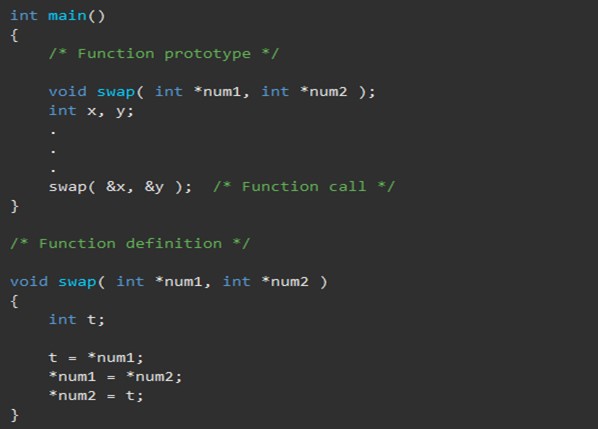 int main()
{
    /* Function prototype */

    void swap( int *num1, int *num2 );
    int x, y;
    .
    .
    .
    swap( &x, &y );  /* Function call */
}

/* Function definition */

void swap( int *num1, int *num2 )
{
    int t;

    t = *num1;
    *num1 = *num2;
    *num2 = t;
}